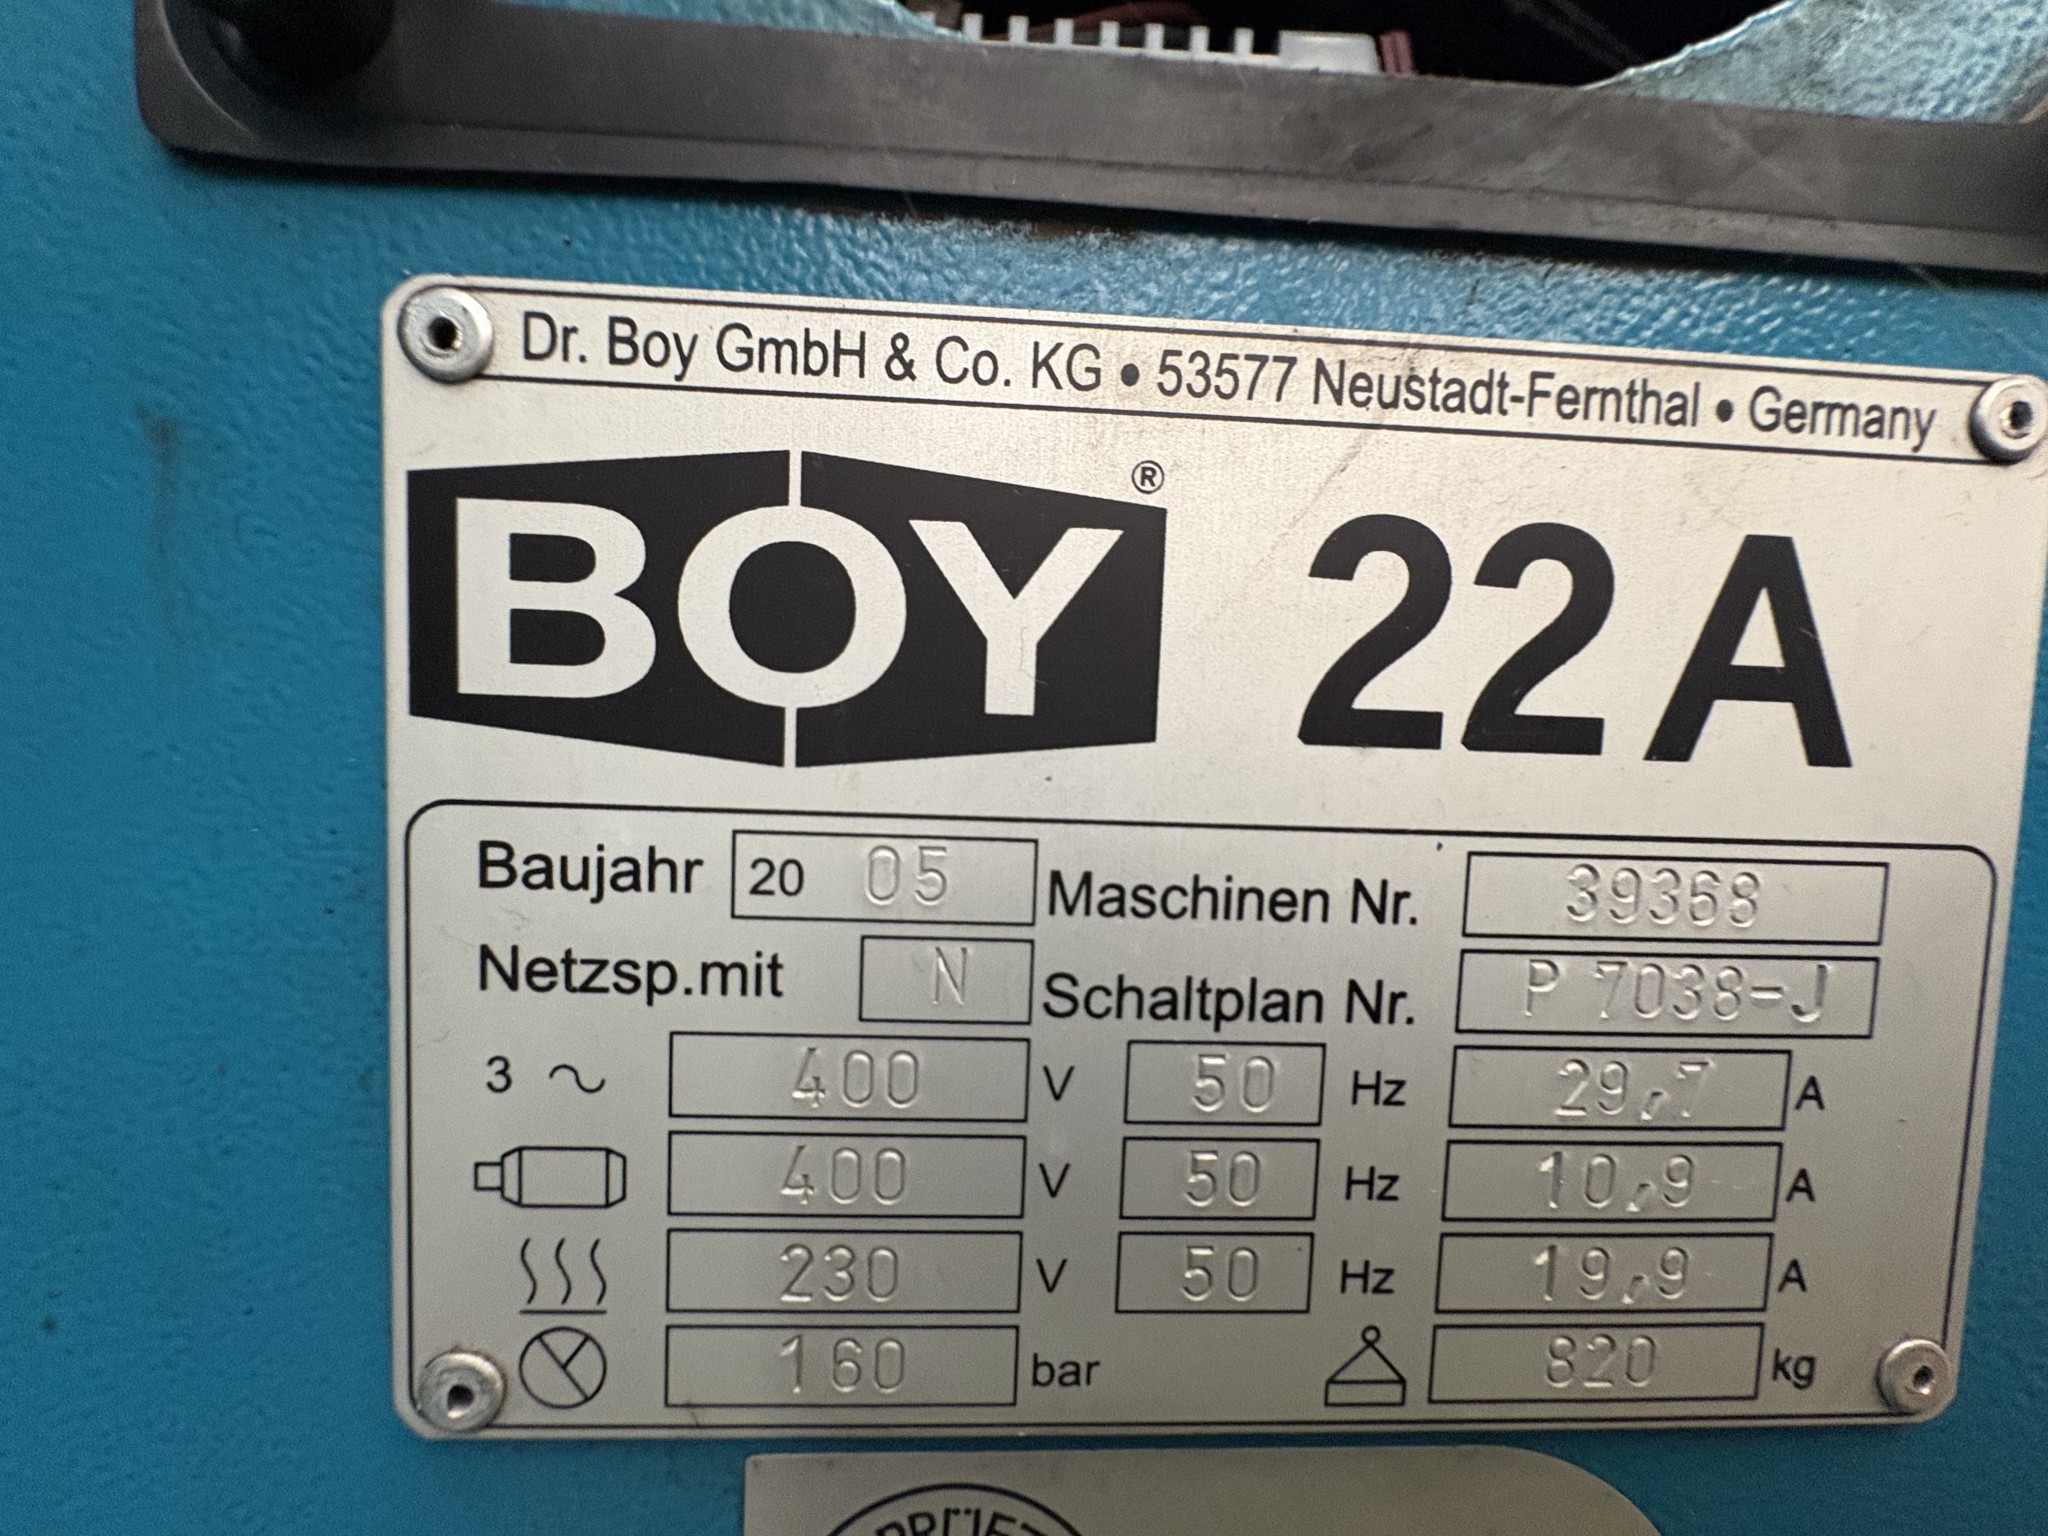 Dr. Boy GmbH & Co. KG • 53577 Neustadt-Fernthal • Germany
BOY® 22A
Baujahr 20 05 Maschinen Nr. 39368
Netzsp.mit N Schaltplan Nr. P 7038-J
3 ~ 400 V 50 Hz 29,7 A
400 V 50 Hz 10,9 A
230 V 50 Hz 19,9 A
160 bar 820 kg